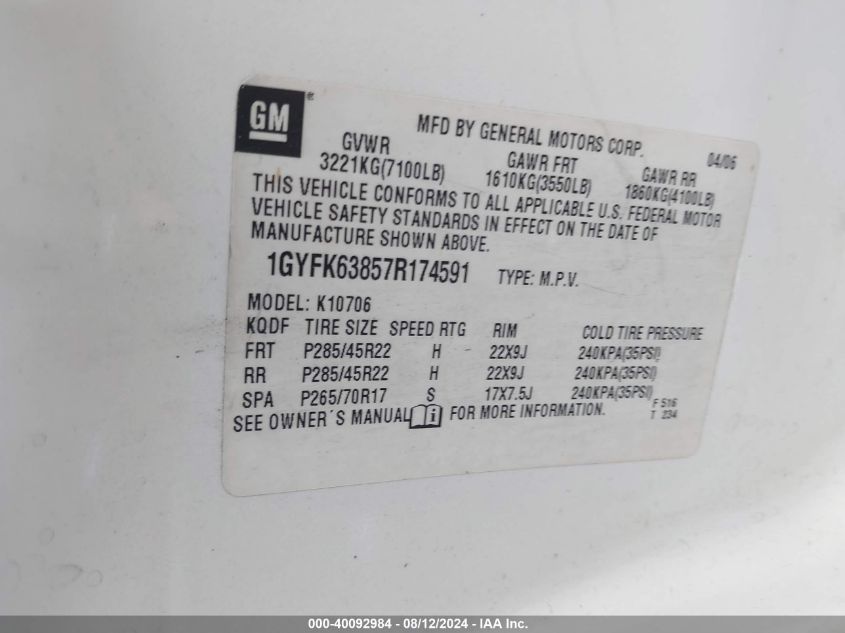 GM®
MFD BY GENERAL MOTORS CORP. 04/06
GVWR GAWR FRT GAWR RR
3221KG(7100LB) 1610KG(3550LB) 1860KG(4100LB)
THIS VEHICLE CONFORMS TO ALL APPLICABLE U.S. FEDERAL MOTOR
VEHICLE SAFETY STANDARDS IN EFFECT ON THE DATE OF
MANUFACTURE SHOWN ABOVE.
1GYFK63857R174591 TYPE: M.P.V.
MODEL: K10706
KQDF TIRE SIZE SPEED RTG RIM COLD TIRE PRESSURE
FRT P285/45R22 H 22X9J 240KPA(35PSI)
RR P285/45R22 H 22X9J 240KPA(35PSI)
SPA P265/70R17 S 17X7.5J 240KPA(35PSI)
SEE OWNER´S MANUAL i FOR MORE INFORMATION.
F 516
T 234
000-40092984 - 08/12/2024 - IAA Inc.